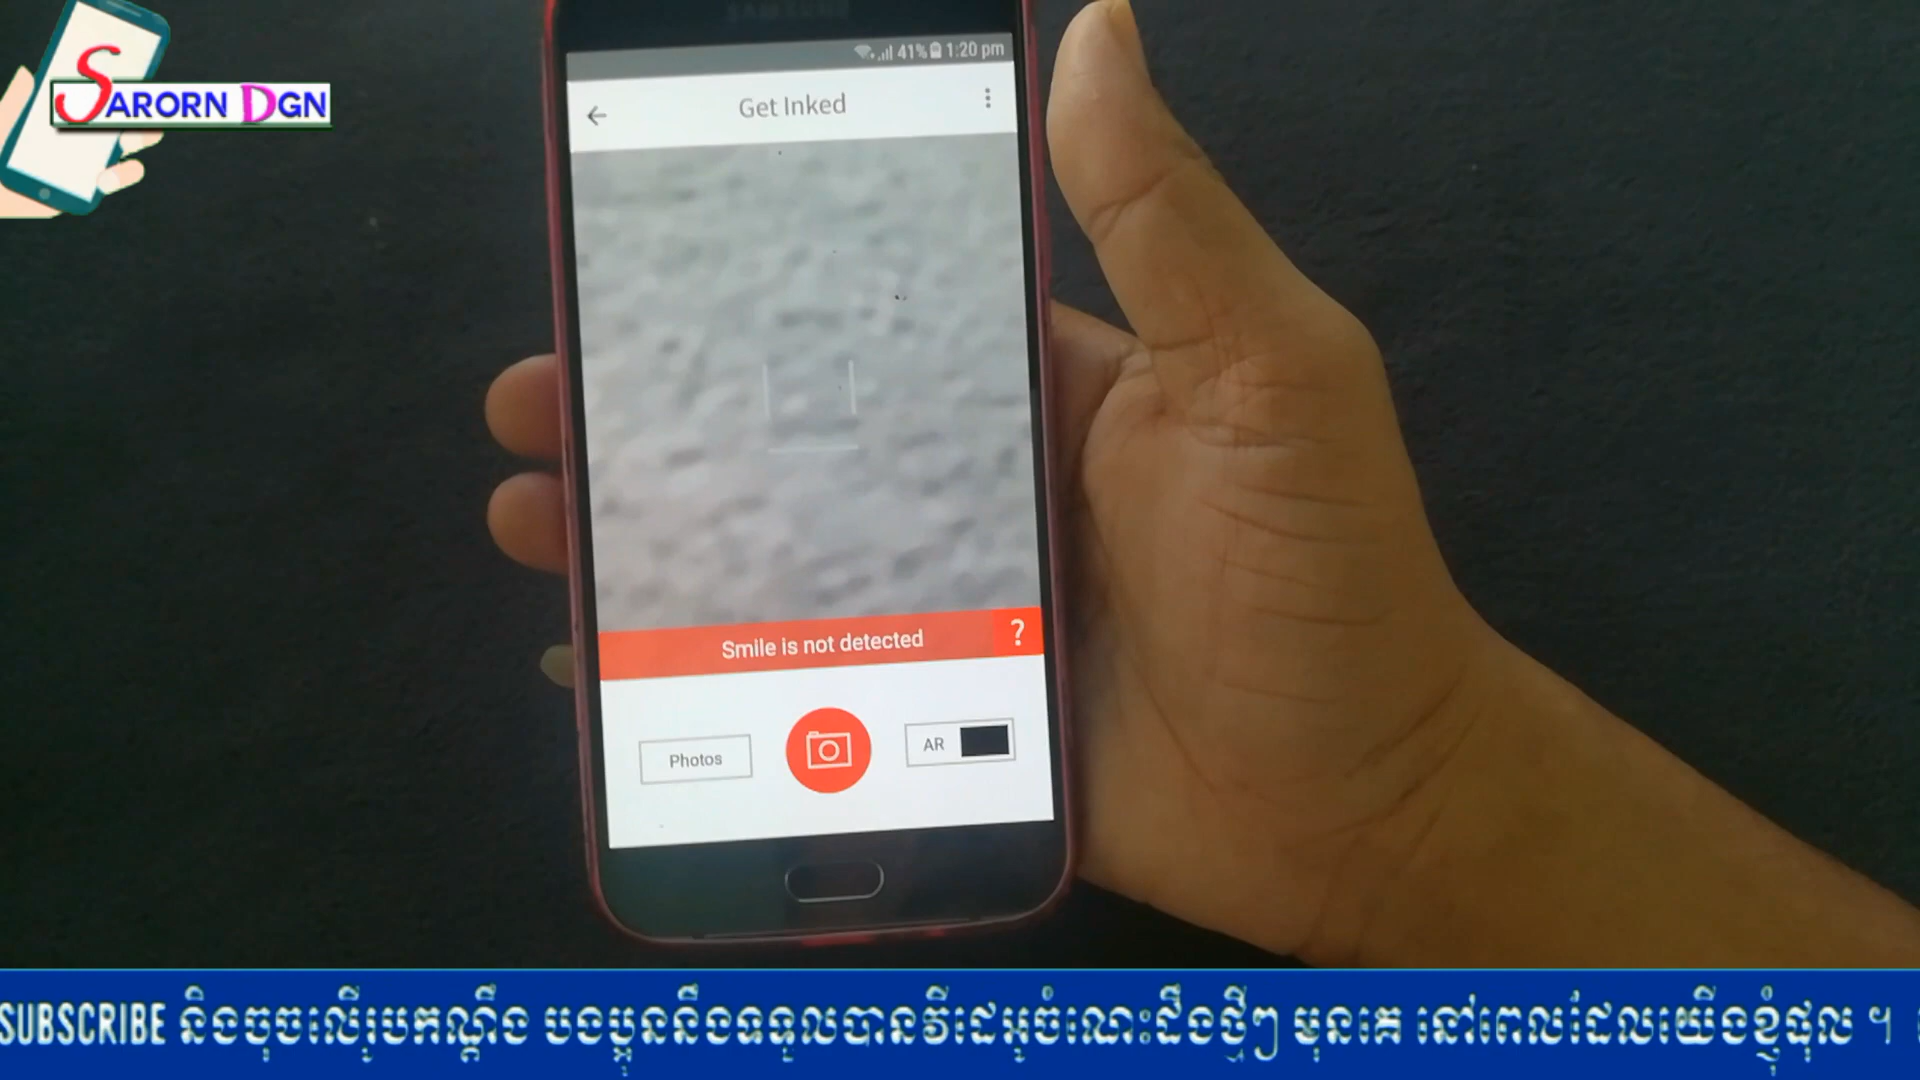 SAMSUNG
41% 1:20 pm
SARORN DGN
Get Inked
Smile is not detected ?
Photos
AR
SUBSCRIBE និងចុចលើរូបកណ្ដឹង បងប្អូននឹងទទួលបានវីដេអូចំណេះដឹងថ្មីៗ មុនគេ នៅពេលដែលយើងខ្ញុំផុស ។